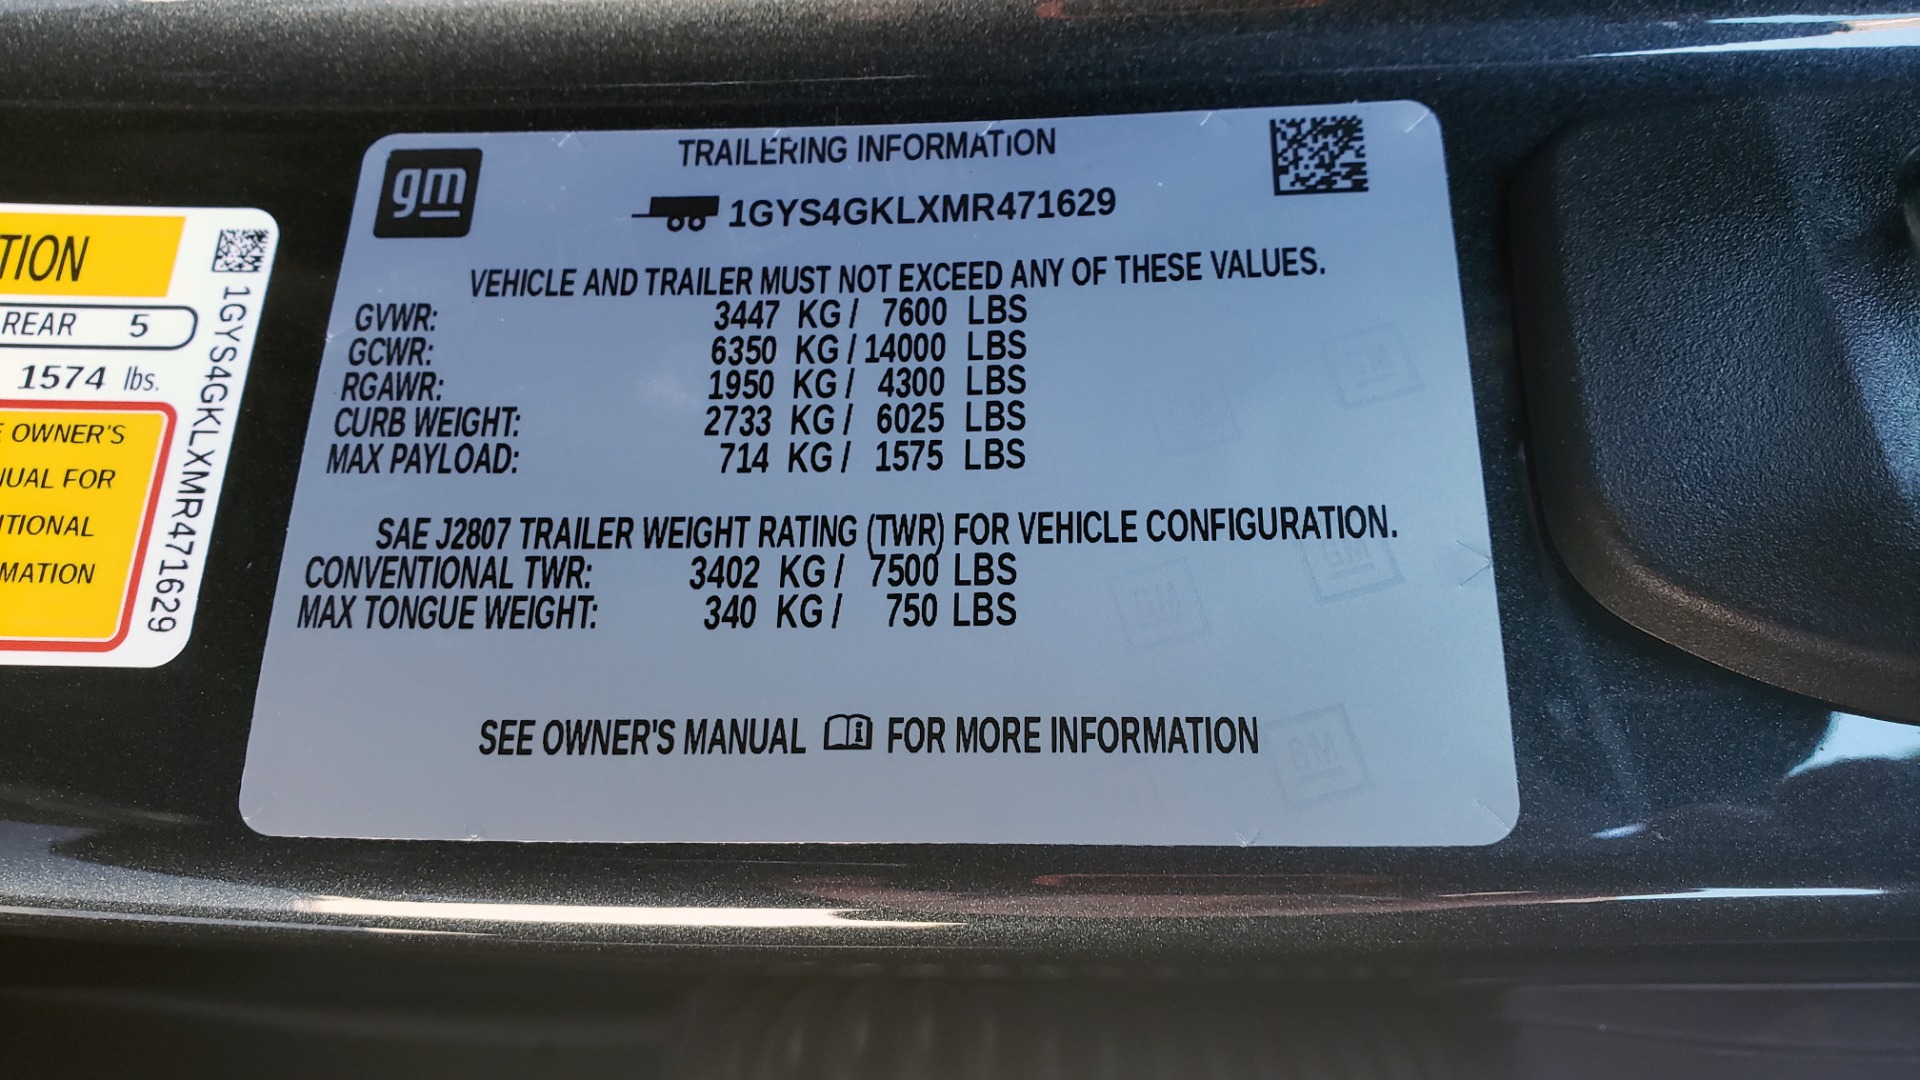 TION
REAR 5
1574 lbs.
OWNER'S
UAL FOR
ITIONAL
MATION
1GYS4GKLXMR471629
gm
TRAILERING INFORMATION
1GYS4GKLXMR471629
VEHICLE AND TRAILER MUST NOT EXCEED ANY OF THESE VALUES.
GVWR: 3447 KG / 7600 LBS
GCWR: 6350 KG / 14000 LBS
RGAWR: 1950 KG / 4300 LBS
CURB WEIGHT: 2733 KG / 6025 LBS
MAX PAYLOAD: 714 KG / 1575 LBS
SAE J2807 TRAILER WEIGHT RATING (TWR) FOR VEHICLE CONFIGURATION.
CONVENTIONAL TWR: 3402 KG / 7500 LBS
MAX TONGUE WEIGHT: 340 KG / 750 LBS
SEE OWNER'S MANUAL FOR MORE INFORMATION